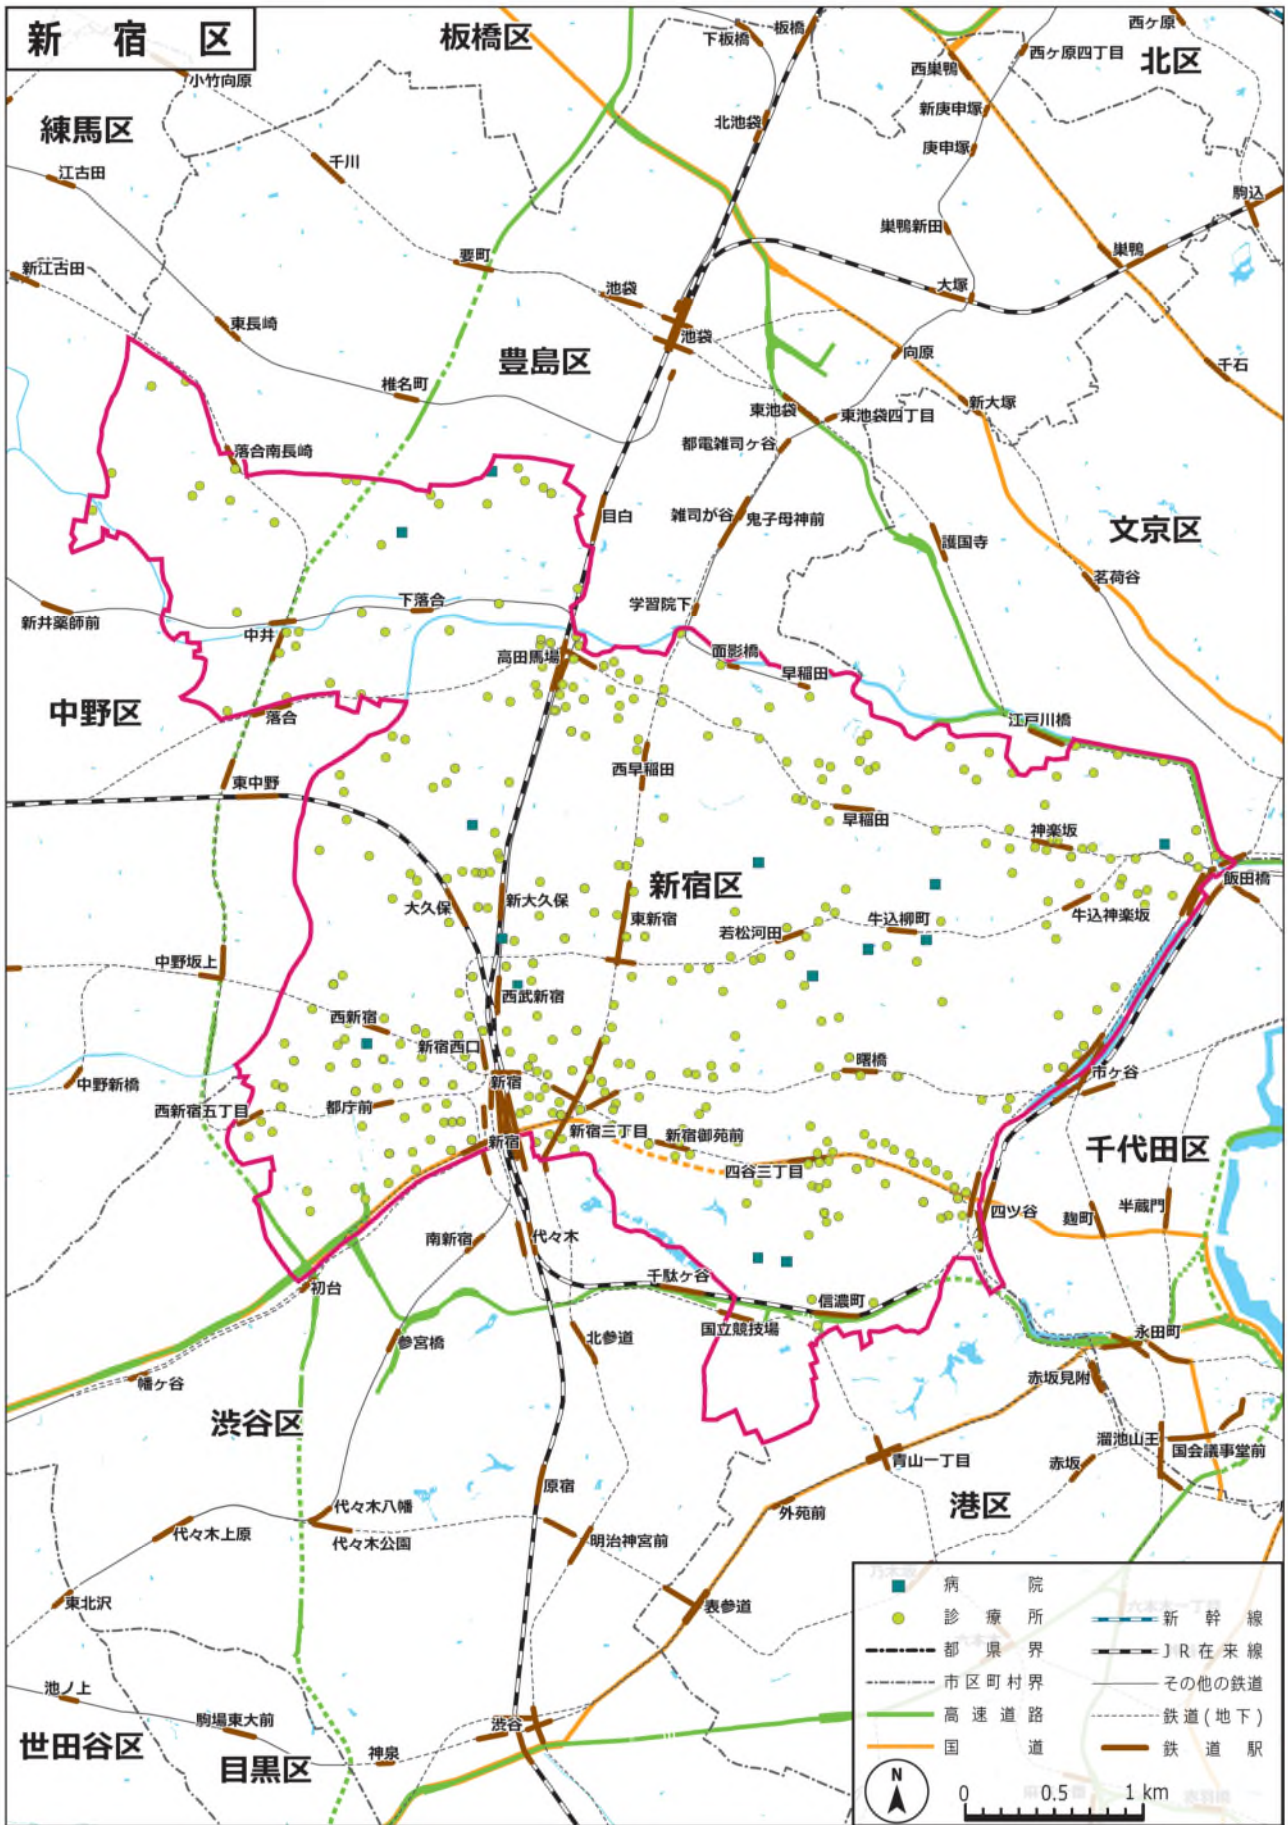 新宿区
板橋区
下板橋
板橋
西ヶ原
西ヶ原四丁目
北区
西巣鴨
小竹向原
新庚申塚
練馬区
北池袋
庚申塚
千川
江古田
駒込
巣鴨新田
巣鴨
要町
新江古田
池袋
大塚
東長崎
池袋
向原
豊島区
千石
椎名町
新大塚
東池袋
東池袋四丁目
都電雑司ヶ谷
落合南長崎
目白
雑司が谷
鬼子母神前
文京区
護国寺
茗荷谷
下落合
学習院下
新井薬師前
中井
高田馬場
面影橋
早稲田
中野区
落合
江戸川橋
西早稲田
東中野
早稲田
神楽坂
新宿区
飯田橋
大久保
新大久保
東新宿
牛込柳町
牛込神楽坂
若松河田
中野坂上
西武新宿
西新宿
新宿西口
曙橋
中野新橋
新宿
市ヶ谷
西新宿五丁目
都庁前
新宿
新宿三丁目
新宿御苑前
千代田区
四谷三丁目
四ツ谷
麹町
半蔵門
南新宿
代々木
千駄ヶ谷
初台
信濃町
国立競技場
参宮橋
北参道
永田町
幡ヶ谷
赤坂見附
渋谷区
溜池山王
国会議事堂前
青山一丁目
赤坂
原宿
港区
代々木八幡
外苑前
代々木上原
代々木公園
明治神宮前
東北沢
表参道
池ノ上
駒場東大前
渋谷
世田谷区
目黒区
神泉
病院
診療所
新幹線
都県界
JR在来線
市区町村界
その他の鉄道
高速道路
鉄道(地下)
国道
鉄道駅
N
0 0.5 1 km